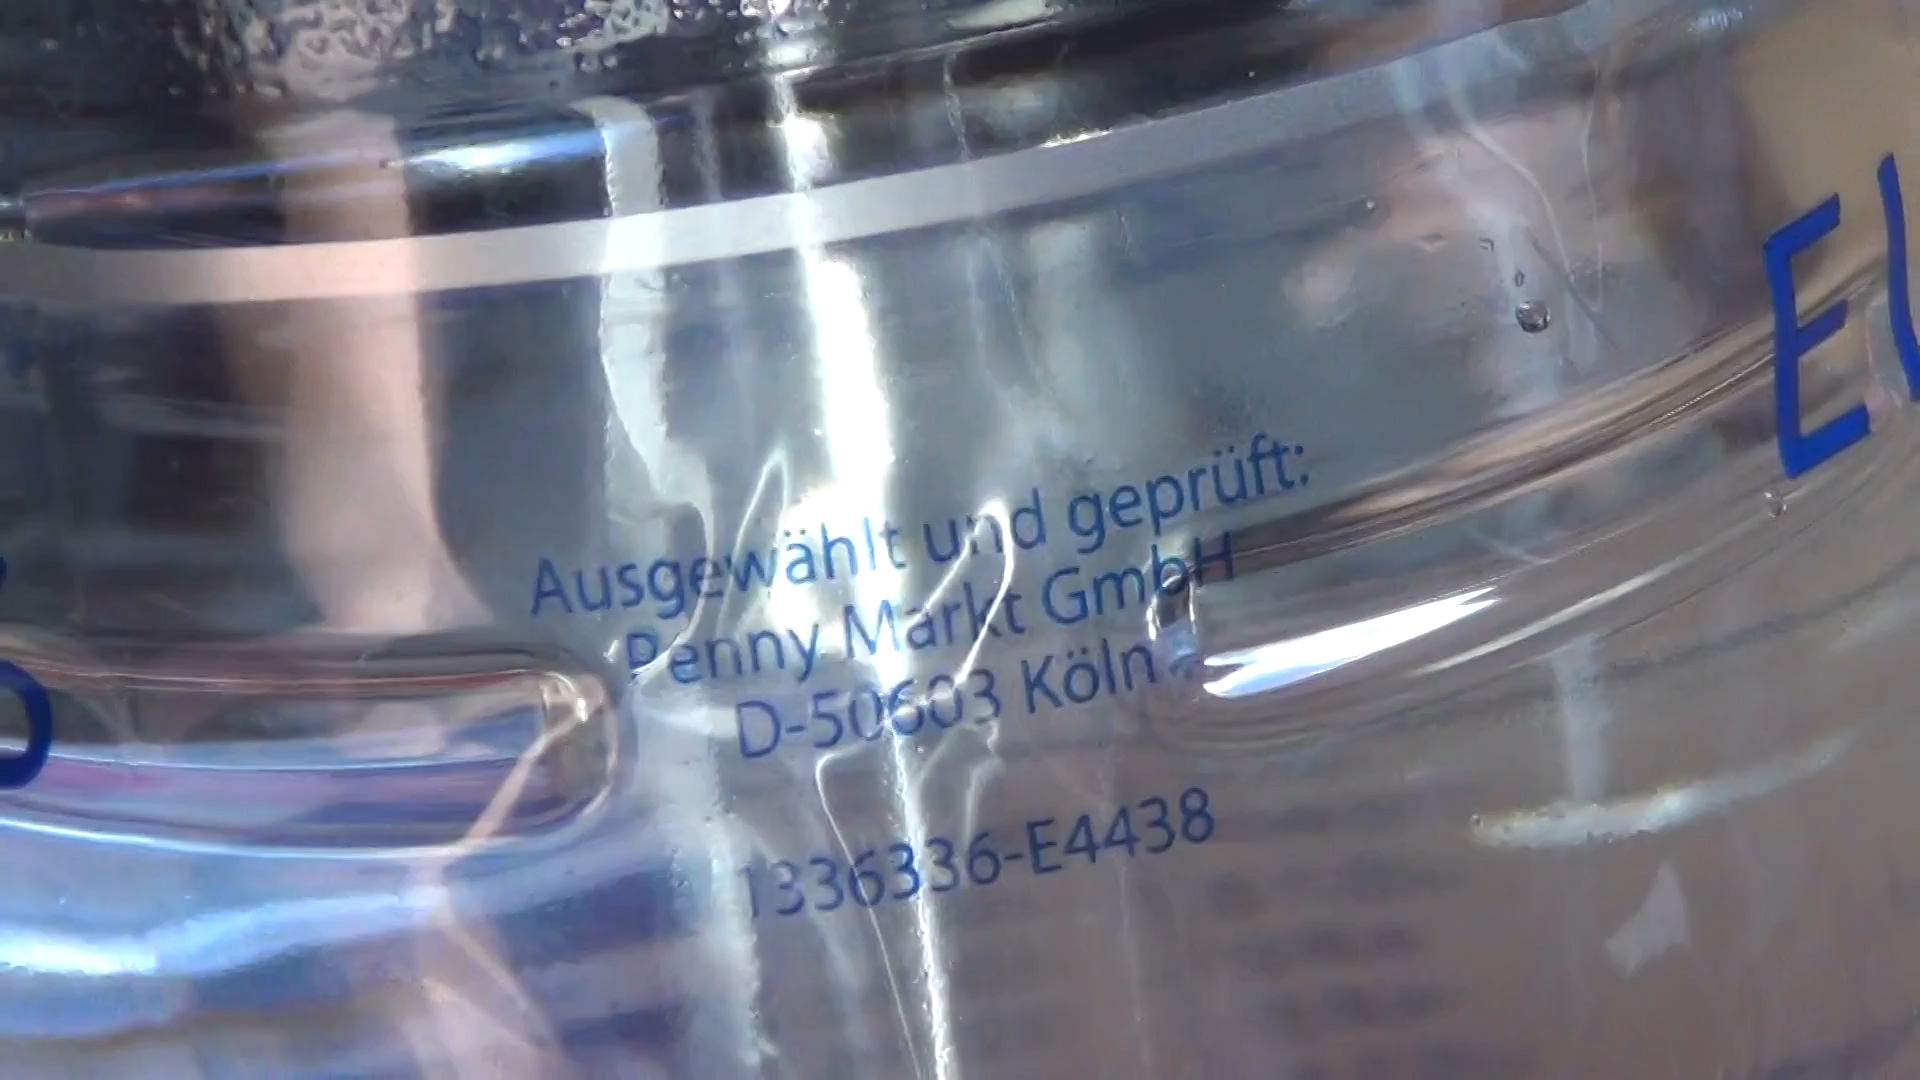 Ausgewählt und geprüft:
Penny Markt GmbH
D-50603 Köln
1336336-E4438